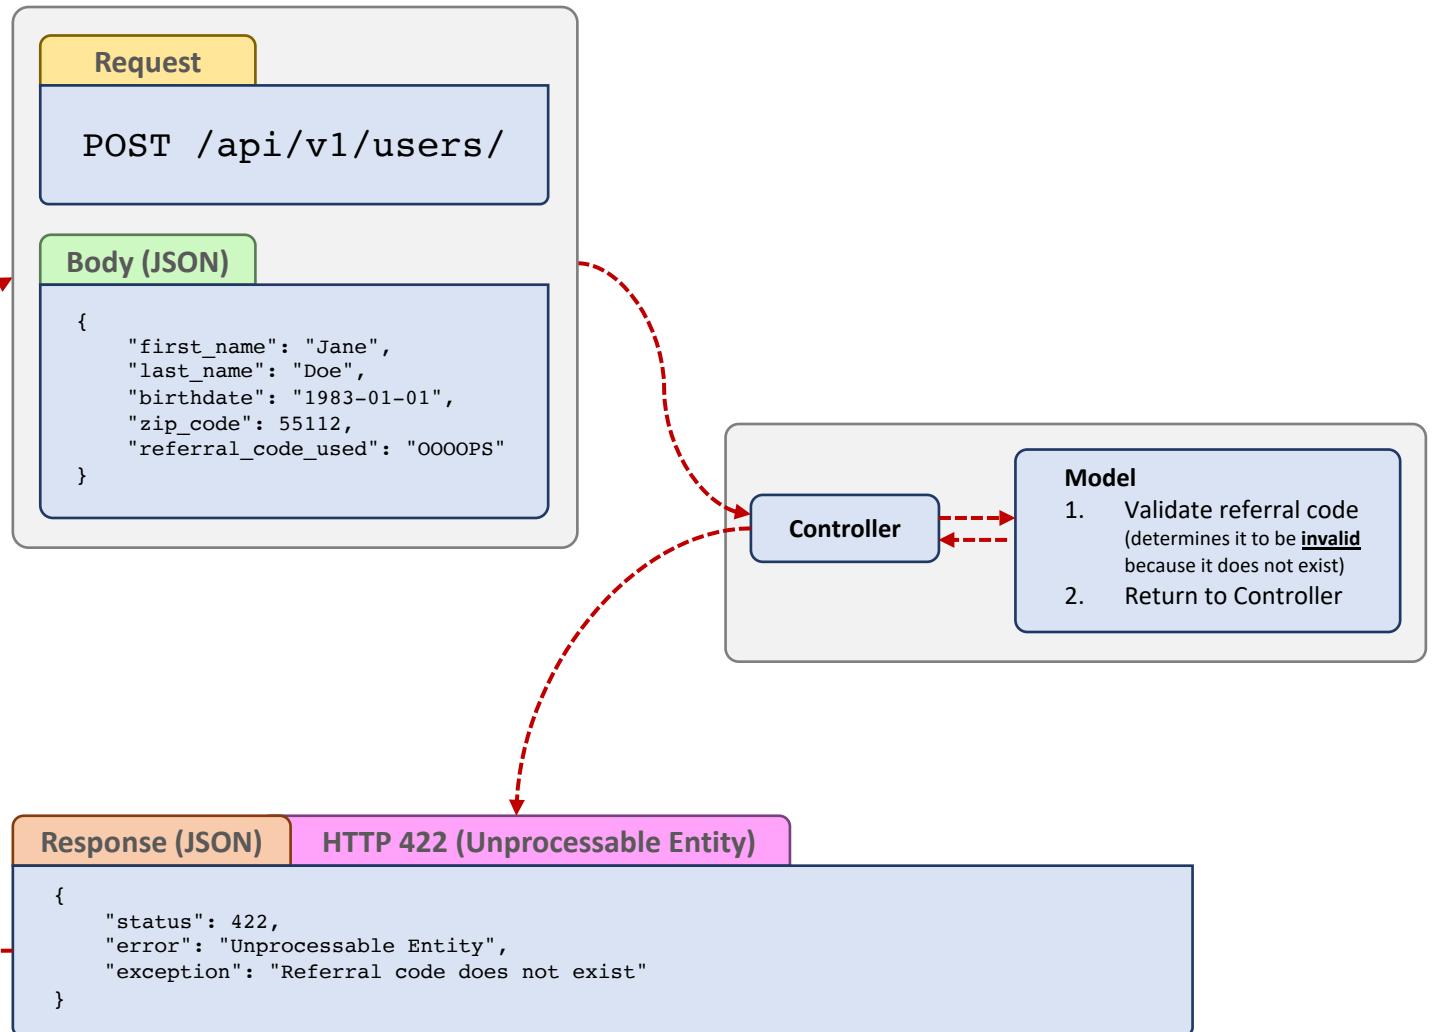 Request
POST /api/v1/users/
Body (JSON)
{
    "first_name": "Jane",
    "last_name": "Doe",
    "birthdate": "1983-01-01",
    "zip_code": 55112,
    "referral_code_used": "OOOOPS"
}
Controller
Model
1. Validate referral code
(determines it to be invalid
because it does not exist)
2. Return to Controller
Response (JSON)
HTTP 422 (Unprocessable Entity)
{
    "status": 422,
    "error": "Unprocessable Entity",
    "exception": "Referral code does not exist"
}